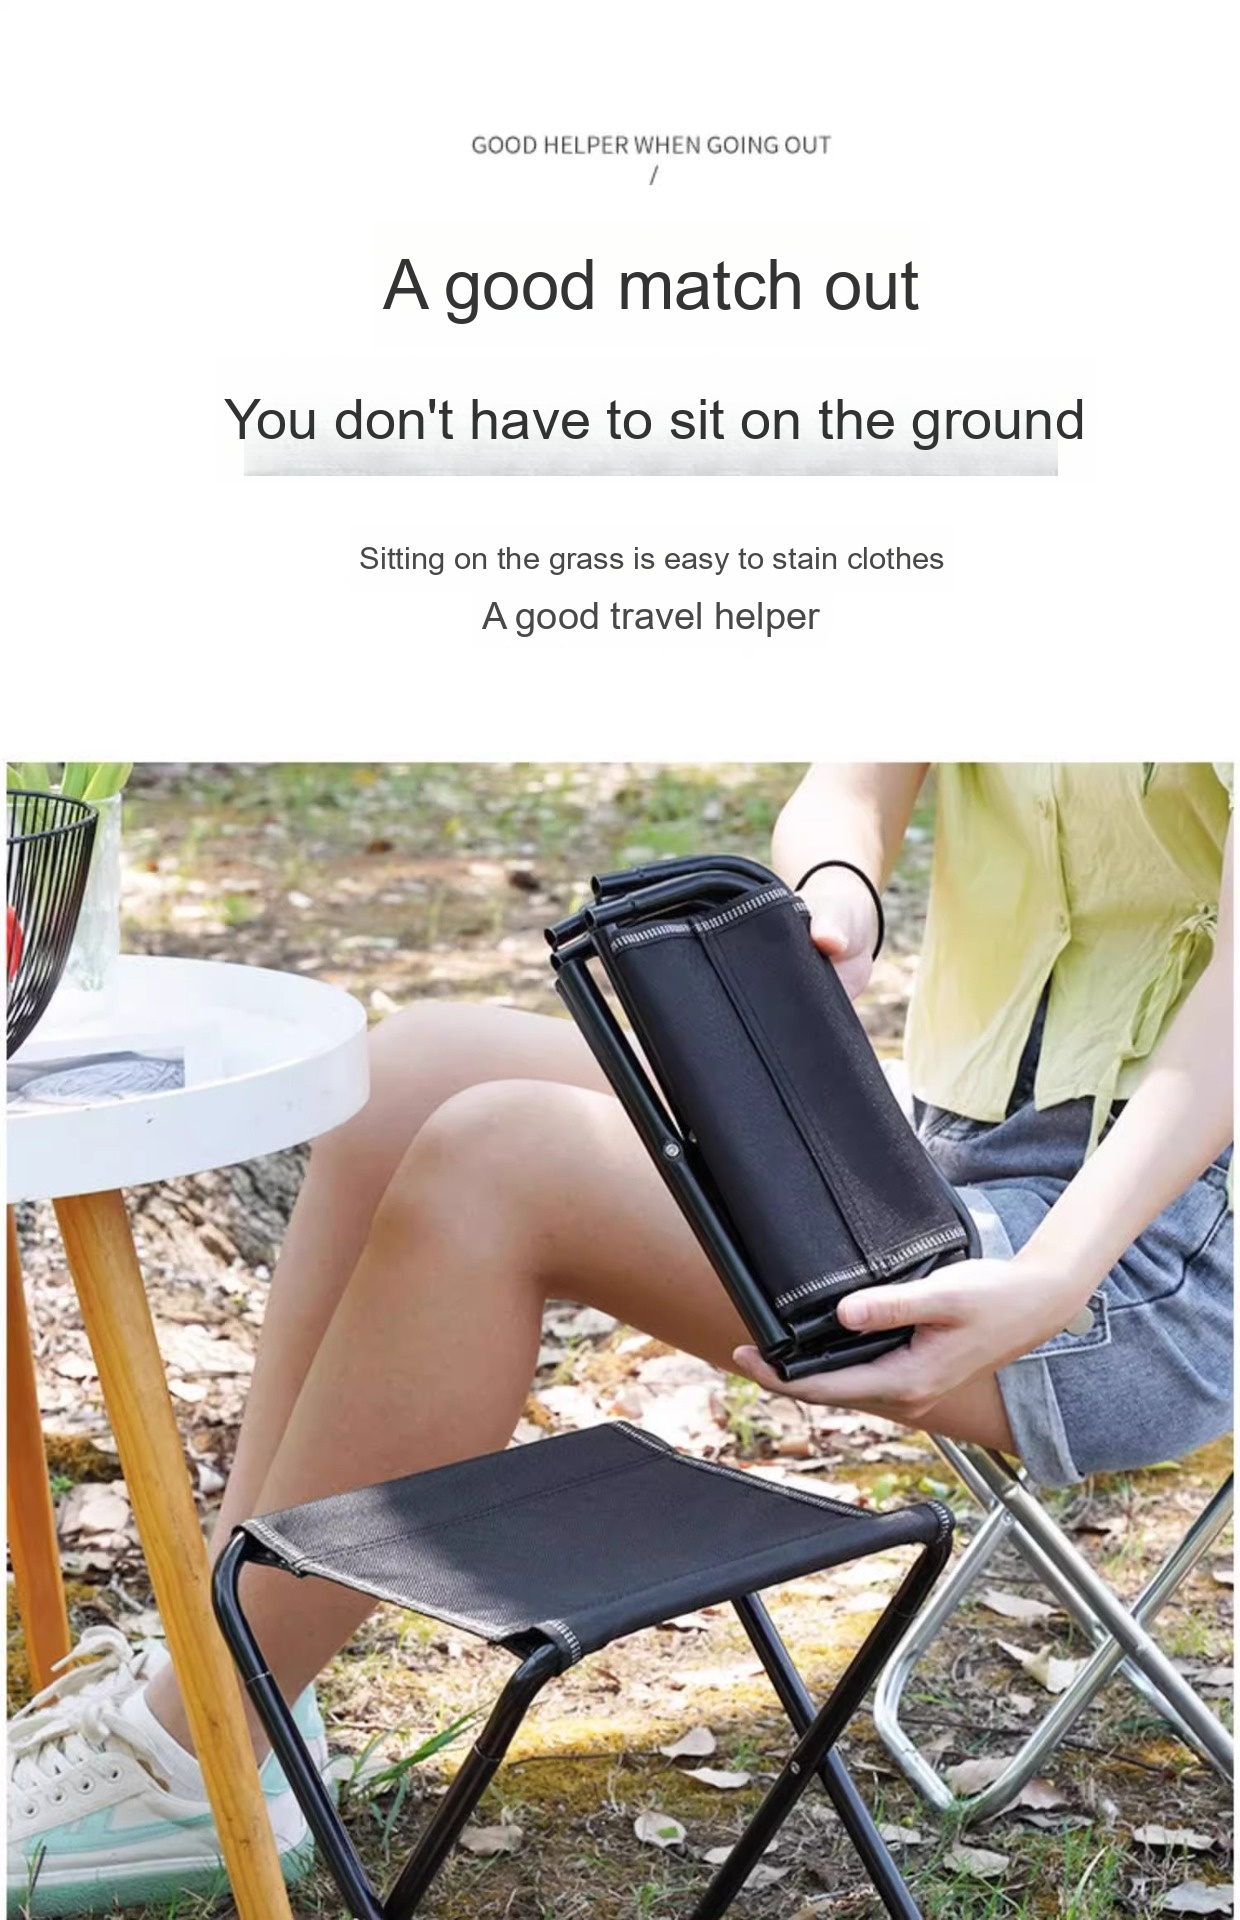 GOOD HELPER WHEN GOING OUT
/
A good match out
You don't have to sit on the ground
Sitting on the grass is easy to stain clothes
A good travel helper